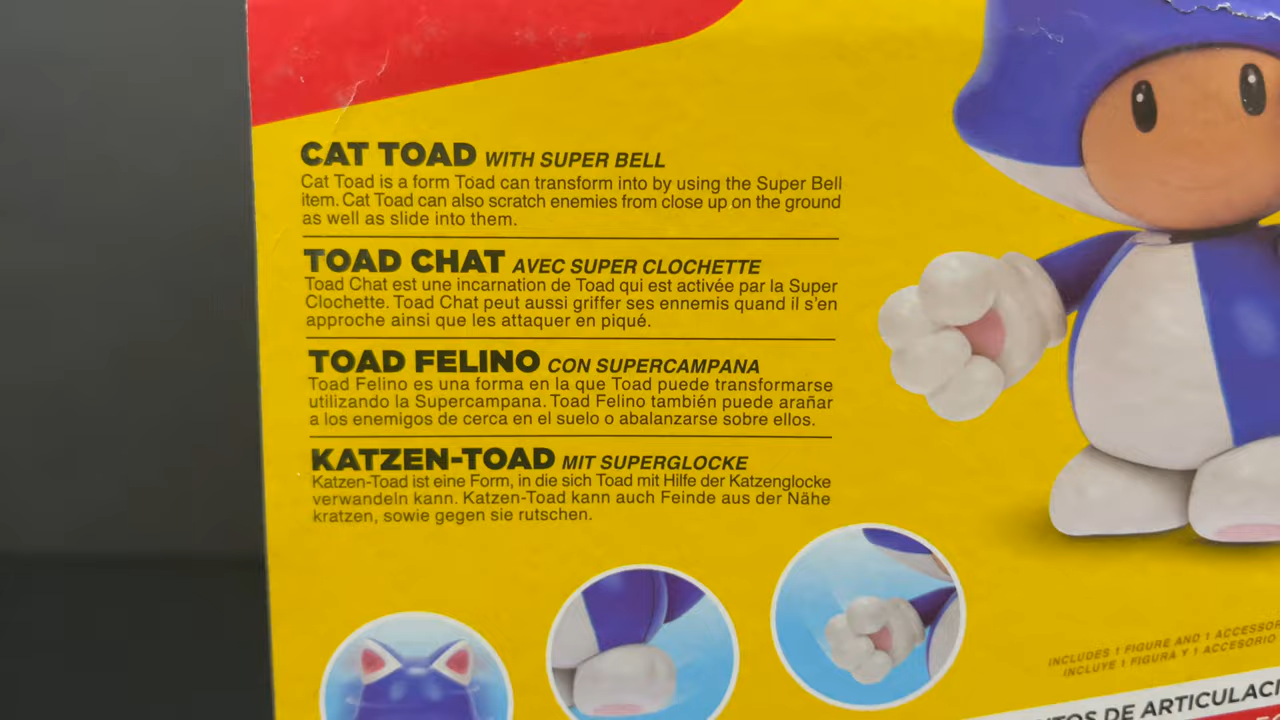 CAT TOAD WITH SUPER BELL
Cat Toad is a form Toad can transform into by using the Super Bell
item. Cat Toad can also scratch enemies from close up on the ground
as well as slide into them.
TOAD CHAT AVEC SUPER CLOCHETTE
Toad Chat est une incarnation de Toad qui est activée par la Super
Clochette. Toad Chat peut aussi griffer ses ennemis quand il s'en
approche ainsi que les attaquer en piqué.
TOAD FELINO CON SUPERCAMPANA
Toad Felino es una forma en la que Toad puede transformarse
utilizando la Supercampana. Toad Felino también puede arañar
a los enemigos de cerca en el suelo o abalanzarse sobre ellos.
KATZEN-TOAD MIT SUPERGLOCKE
Katzen-Toad ist eine Form, in die sich Toad mit Hilfe der Katzenglocke
verwandeln kann. Katzen-Toad kann auch Feinde aus der Nähe
kratzen, sowie gegen sie rutschen.
INCLUDES 1 FIGURE AND 1 ACCESSOR
INCLUYE 1 FIGURA Y 1 ACCESORIO
TOS DE ARTICULACI